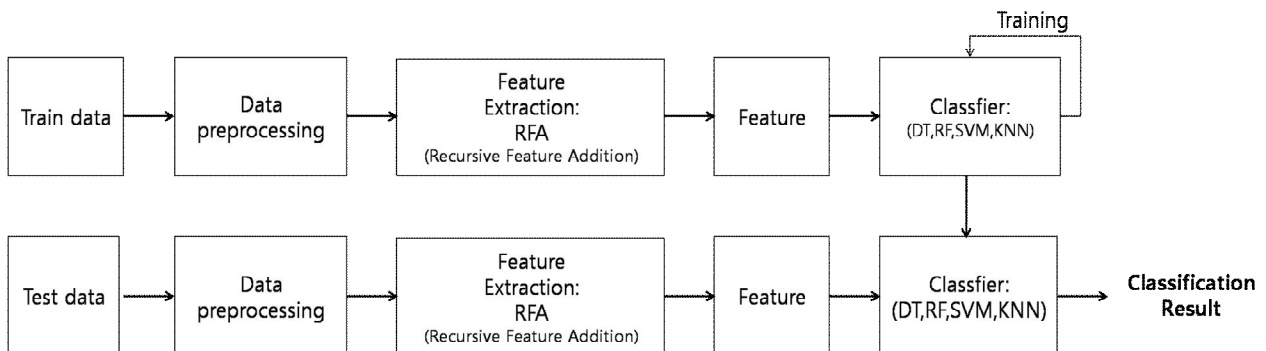 Training
Train data
Data
preprocessing
Feature
Extraction:
RFA
(Recursive Feature Addition)
Feature
Classfier:
(DT,RF,SVM,KNN)
Test data
Data
preprocessing
Feature
Extraction:
RFA
(Recursive Feature Addition)
Feature
Classfier:
(DT,RF,SVM,KNN)
Classification
Result